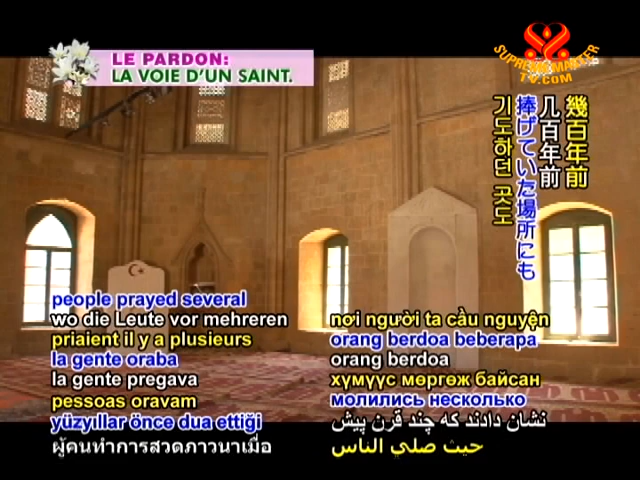 LE PARDON:
LA VOIE D'UN SAINT.
SUPREME MASTER
TV.COM
幾百年前
几百年前
捧げていた場所にも
기도하던 곳도
people prayed several
wo die Leute vor mehreren
priaient il y a plusieurs
la gente oraba
la gente pregava
pessoas oravam
yüzyıllar önce dua ettiği
ผู้คนทำการสวดภาวนาเมื่อ
nơi người ta cầu nguyện
orang berdoa beberapa
orang berdoa
хүмүүс мөргөж байсан
молились несколько
نشان دادند که چند قرن پیش
حيث صلي الناس